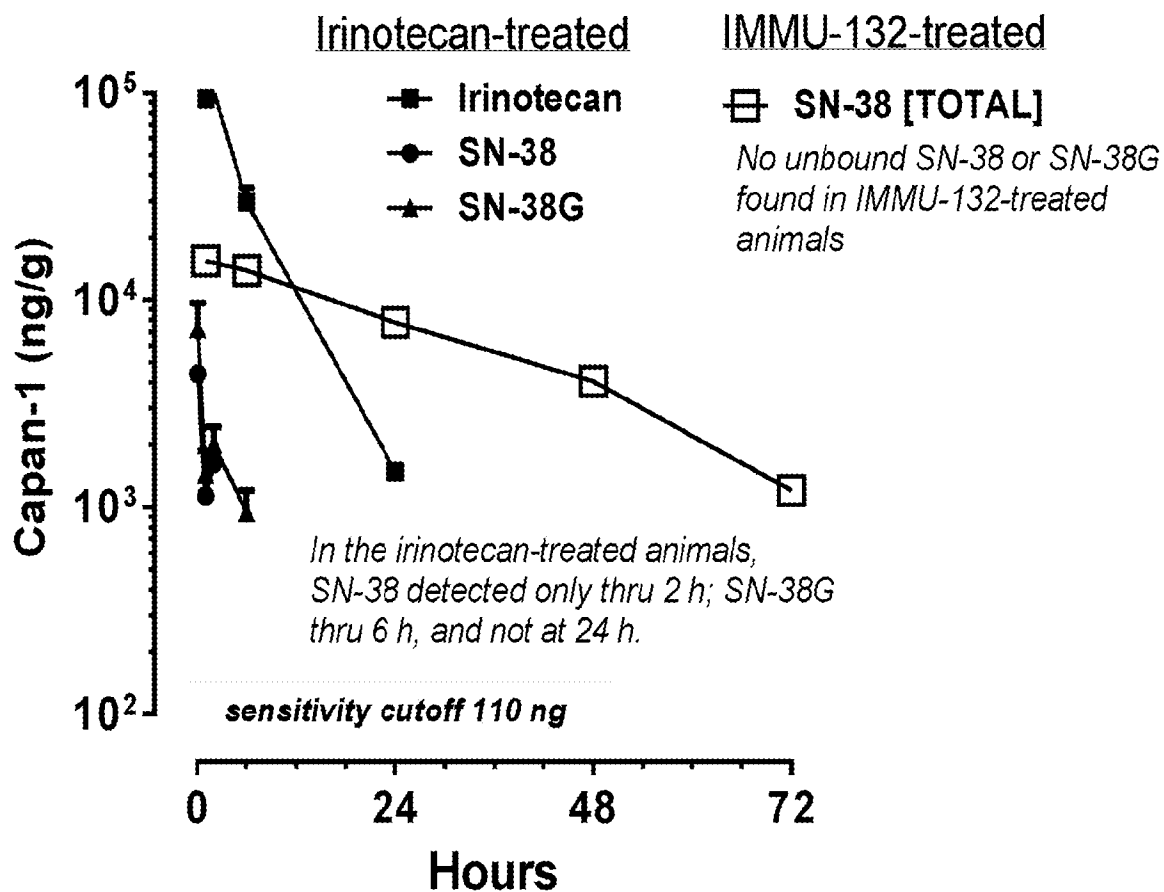 Irinotecan-treated
IMMU-132-treated
Irinotecan
SN-38
SN-38G
SN-38 [TOTAL]
No unbound SN-38 or SN-38G
found in IMMU-132-treated
animals
Capan-1 (ng/g)
10⁵
10⁴
10³
10²
In the irinotecan-treated animals,
SN-38 detected only thru 2 h; SN-38G
thru 6 h, and not at 24 h.
sensitivity cutoff 110 ng
0 24 48 72
Hours